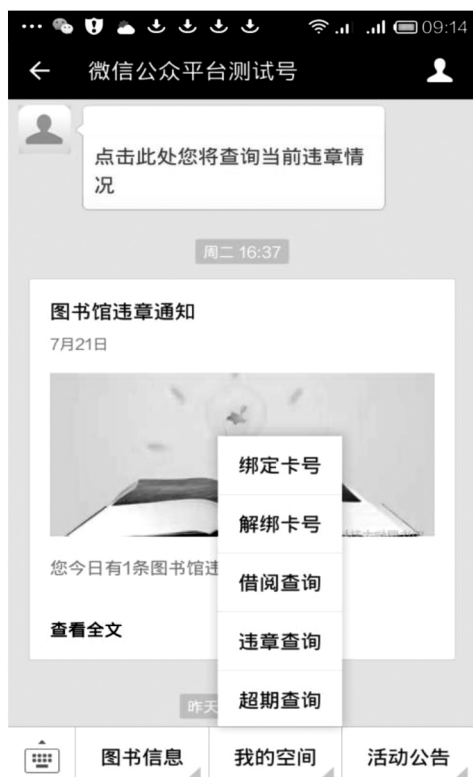 09:14
微信公众平台测试号
点击此处您将查询当前违章情
况
周二 16:37
图书馆违章通知
7月21日
绑定卡号
解绑卡号
您今日有1条图书馆违
借阅查询
查看全文
违章查询
超期查询
昨天
图书信息
我的空间
活动公告